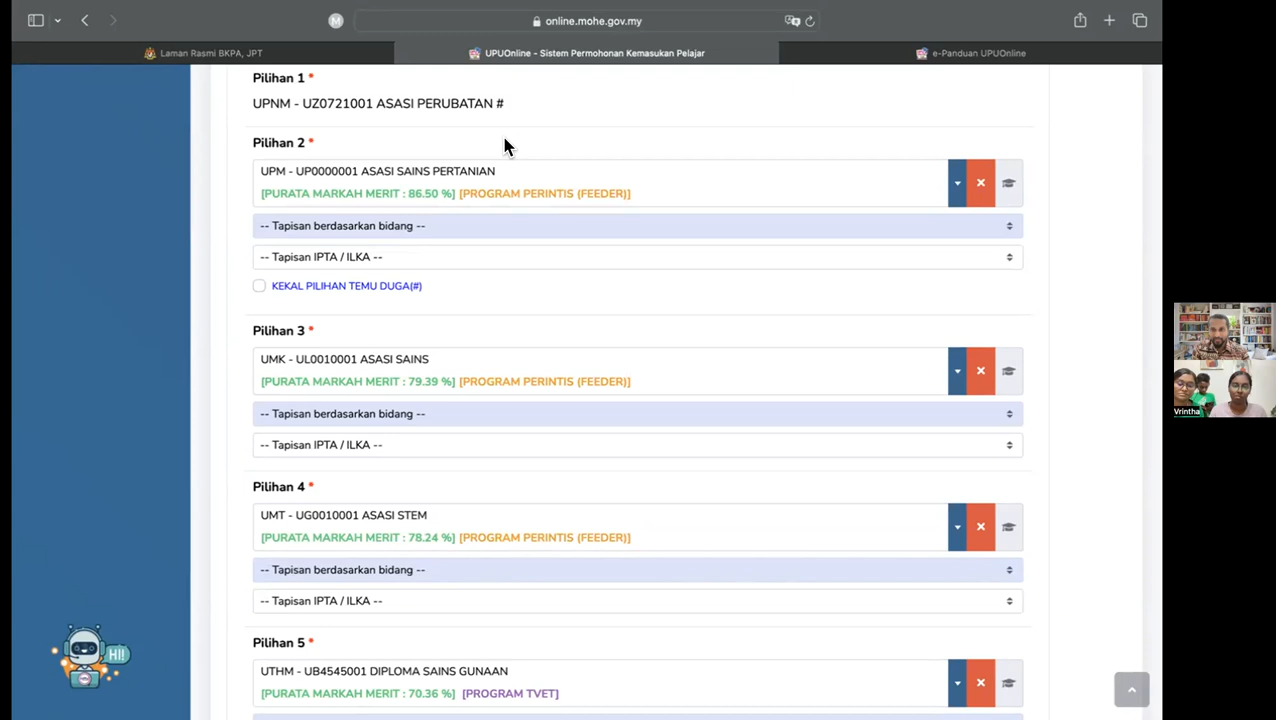 M
online.mohe.gov.my
Laman Rasmi BKPA, JPT
UPUOnline - Sistem Permohonan Kemasukan Pelajar
e-Panduan UPUOnline
Pilihan 1 *
UPNM - UZ0721001 ASASI PERUBATAN #
Pilihan 2 *
UPM - UP0000001 ASASI SAINS PERTANIAN
[PURATA MARKAH MERIT : 86.50 %] [PROGRAM PERINTIS (FEEDER)]
-- Tapisan berdasarkan bidang --
-- Tapisan IPTA / ILKA --
KEKAL PILIHAN TEMU DUGA(#)
Pilihan 3 *
UMK - UL0010001 ASASI SAINS
[PURATA MARKAH MERIT : 79.39 %] [PROGRAM PERINTIS (FEEDER)]
-- Tapisan berdasarkan bidang --
-- Tapisan IPTA / ILKA --
Pilihan 4 *
UMT - UG0010001 ASASI STEM
[PURATA MARKAH MERIT : 78.24 %] [PROGRAM PERINTIS (FEEDER)]
-- Tapisan berdasarkan bidang --
-- Tapisan IPTA / ILKA --
Pilihan 5 *
UTHM - UB4545001 DIPLOMA SAINS GUNAAN
[PURATA MARKAH MERIT : 70.36 %] [PROGRAM TVET]
HI!
Vrintha